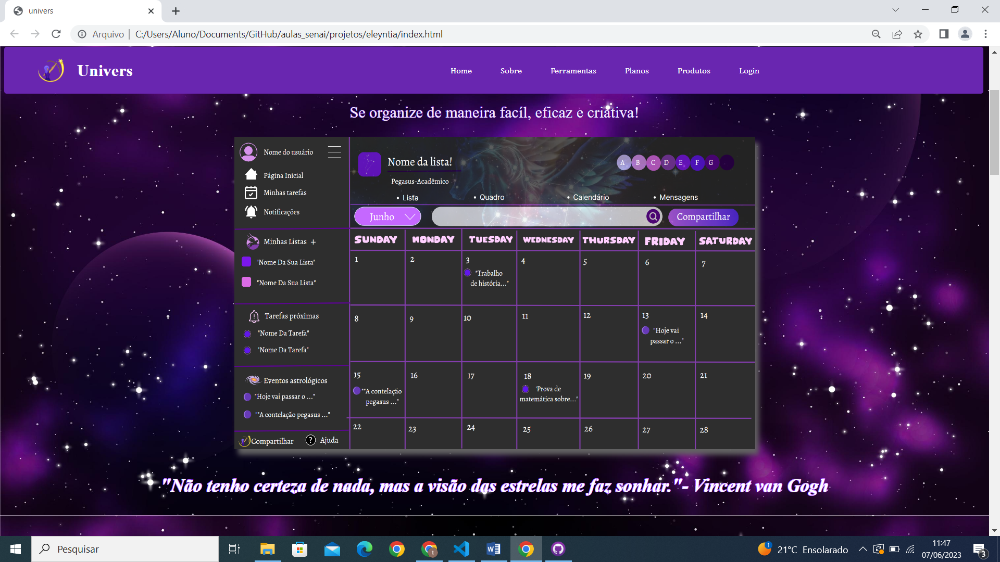 univers
Arquivo | C:/Users/Aluno/Documents/GitHub/aulas_senai/projetos/eleyntia/index.html
Univers
Home Sobre Ferramentas Planos Produtos Login
Se organize de maneira facíl, eficaz e criativa!
Nome do usuário
Página Inicial
Minhas tarefas
Notificações
Minhas Listas +
"Nome Da Sua Lista"
"Nome Da Sua Lista"
Tarefas próximas
"Nome Da Tarefa"
"Nome Da Tarefa"
Eventos astrológicos
"Hoje vai passar o ..."
""A contelação pegasus ..."
Compartilhar ? Ajuda
Nome da lista!
A B C D E F G
Pegasus-Acadêmico
• Lista • Quadro • Calendário • Mensagens
Junho Compartilhar
SUNDAY MONDAY TUESDAY WEDNESDAY THURSDAY FRIDAY SATURDAY
1 2 3 4 5 6 7
"Trabalho
de história..."
8 9 10 11 12 13 14
"Hoje vai
passar o ..."
15 16 17 18 19 20 21
""A contelação
pegasus ..."
'Prova de
matemática sobre..."
22 23 24 25 26 27 28
"Não tenho certeza de nada, mas a visão das estrelas me faz sonhar."- Vincent van Gogh
Pesquisar
1
21°C Ensolarado
11:47
07/06/2023
3